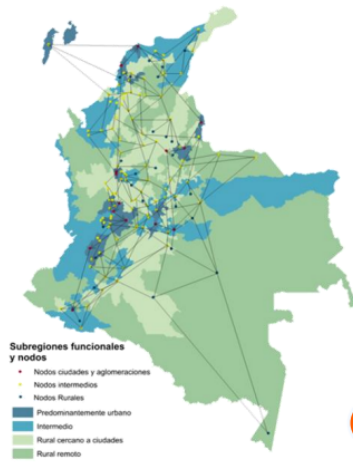 Subregiones funcionales
y nodos
Nodos ciudades y aglomeraciones
Nodos intermedios
Nodos Rurales
Predominantemente urbano
Intermedio
Rural cercano a ciudades
Rural remoto